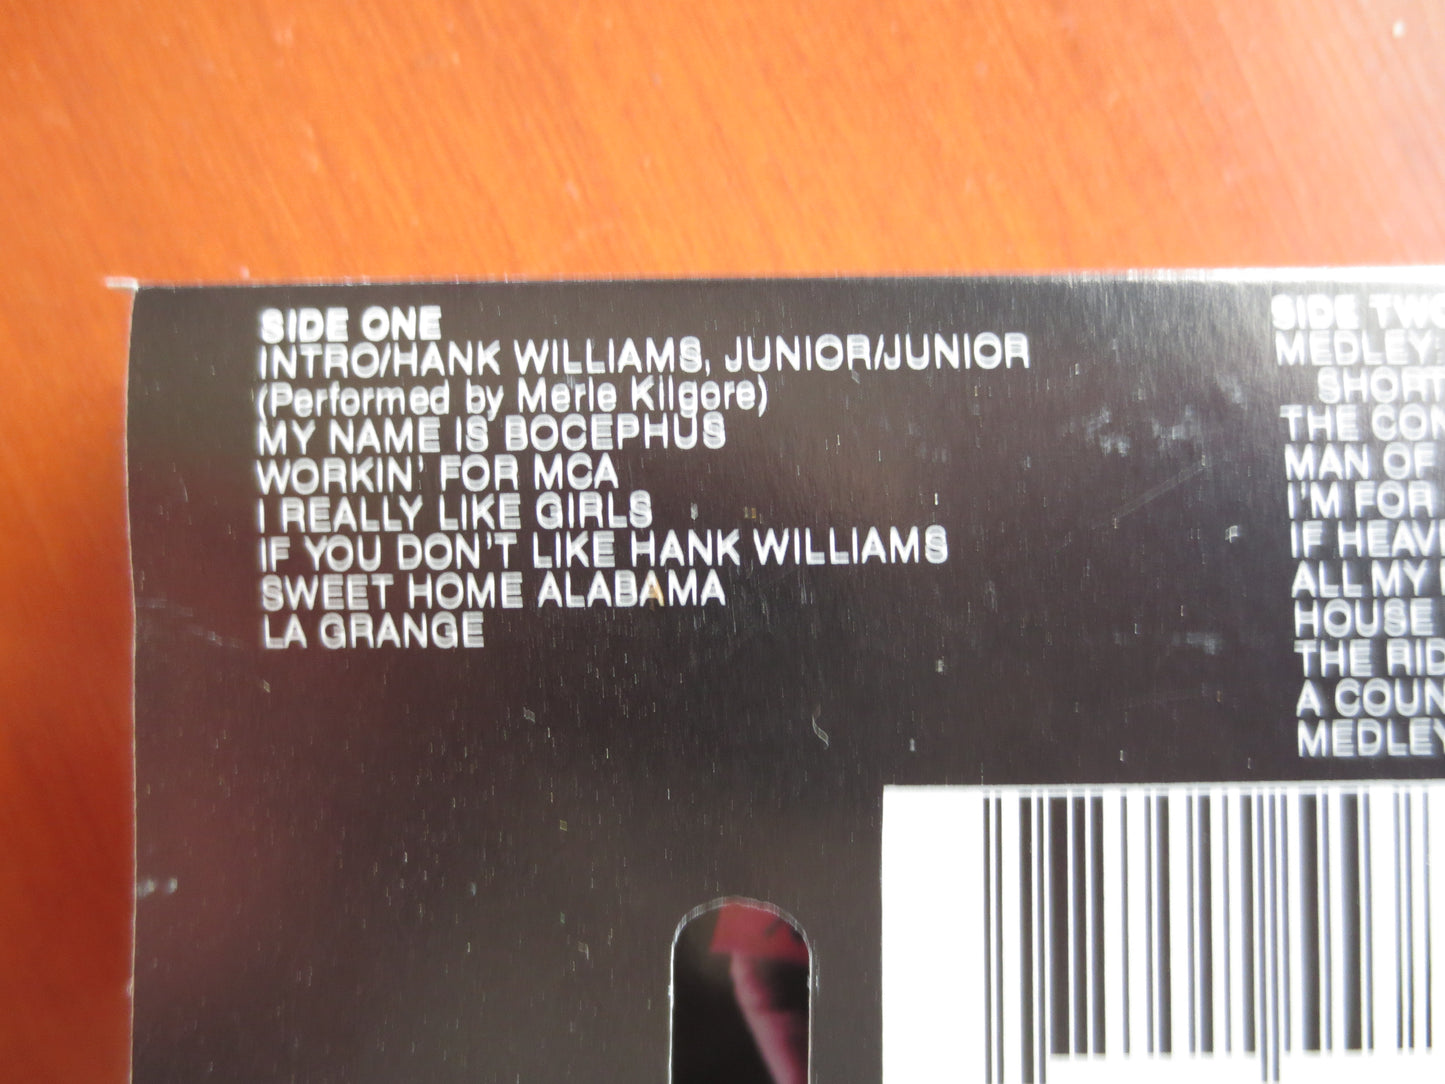 SIDE ONE
INTRO/HANK WILLIAMS, JUNIOR/JUNIOR
(Performed by Merle Kilgore)
MY NAME IS BOCEPHUS
WORKIN' FOR MCA
I REALLY LIKE GIRLS
IF YOU DON'T LIKE HANK WILLIAMS
SWEET HOME ALABAMA
LA GRANGE
SIDE TWO
MEDLEY:
SHORT
THE CON
MAN OF
I'M FOR
IF HEAV
ALL MY
HOUSE
THE RID
A COUN
MEDLEY